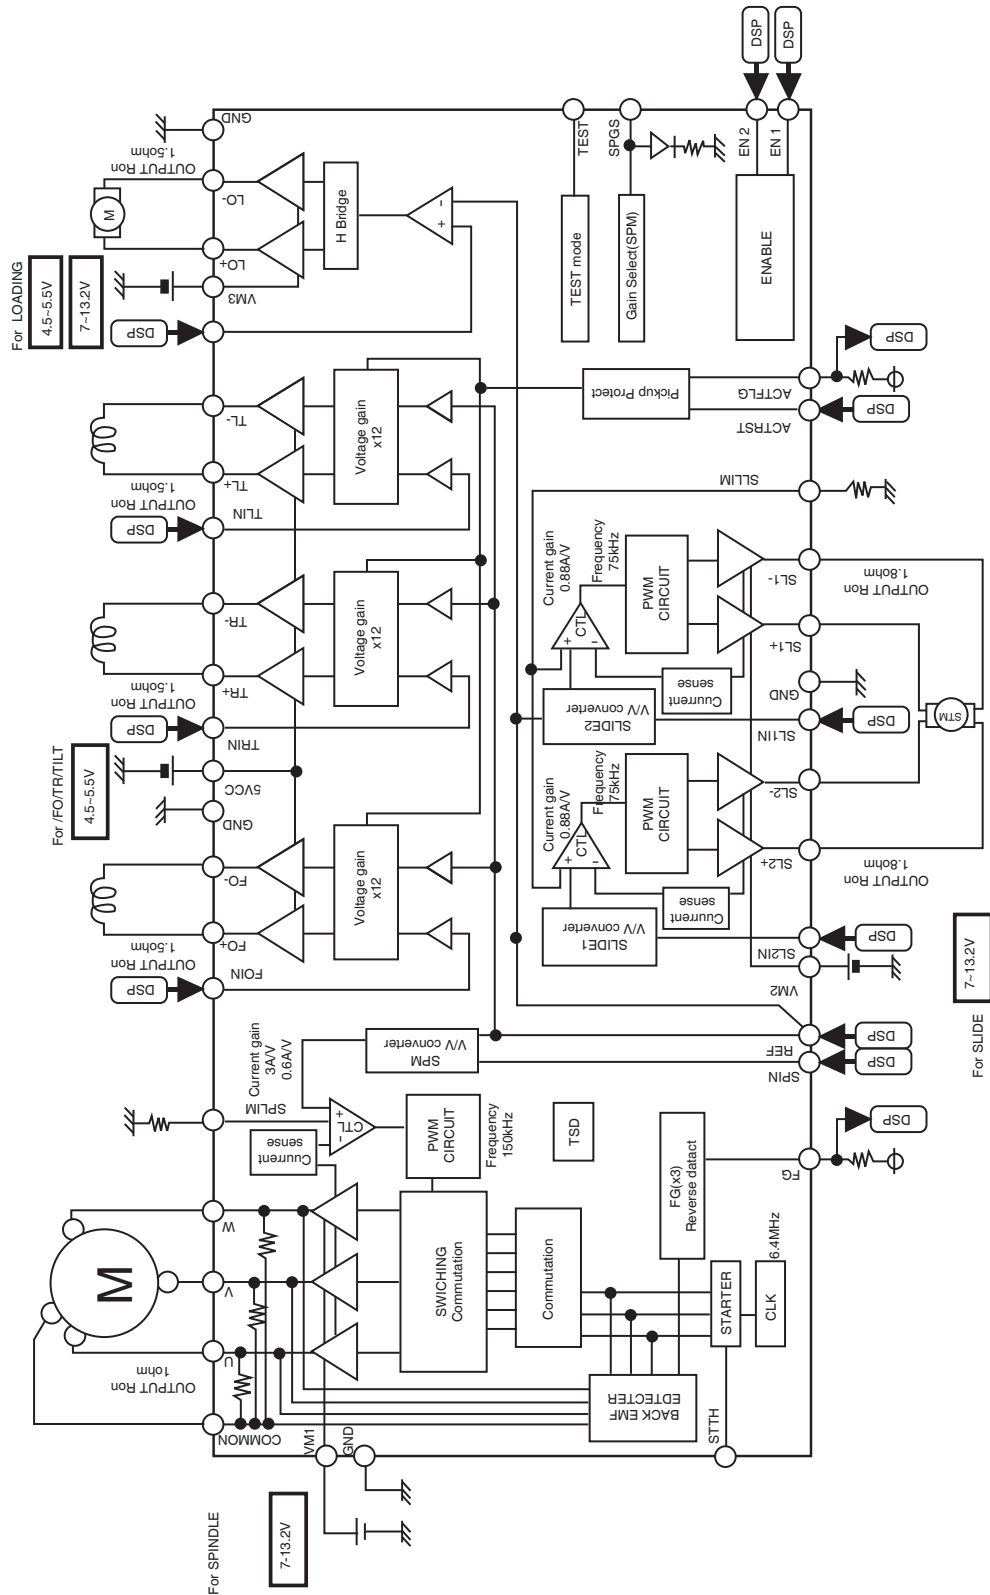 For SPINDLE
7-13.2V
VM1
GND
COMMON
OUTPUT Ron
1ohm
U
V
W
M
SPLIM
Cuurrent
sense
CTL
+
-
Current gain
3A/V
0.6A/V
SPM
V/V converter
PWM
CIRCUIT
Frequency
150kHz
SWICHING
Commutation
Commutation
TSD
FG(x3)
Reverse datact
BACK EMF
EDTECTER
STARTER
CLK
6.4MHz
STTH
FG
DSP
SPIN
DSP
REF
DSP
For /FO/TR/TILT
4.5~5.5V
DSP
FOIN
OUTPUT Ron
1.5ohm
FO+
FO-
GND
5VCC
Voltage gain
x12
DSP
TRIN
OUTPUT Ron
1.5ohm
TR+
TR-
Voltage gain
x12
DSP
TLIN
OUTPUT Ron
1.5ohm
TL+
TL-
Voltage gain
x12
For LOADING
4.5~5.5V
7~13.2V
DSP
VM3
LO+
LO-
M
OUTPUT Ron
1.5ohm
GND
H Bridge
+
-
For SLIDE
7~13.2V
VM2
SL2IN
DSP
SLIDE1
V/V converter
Cuurrent
sense
CTL
+
-
Current gain
0.88A/V
Frequency
75kHz
PWM
CIRCUIT
SL2+
SL2-
OUTPUT Ron
1.8ohm
SL1IN
DSP
GND
SLIDE2
V/V converter
Cuurrent
sense
CTL
+
-
Current gain
0.88A/V
Frequency
75kHz
PWM
CIRCUIT
SL1+
SL1-
OUTPUT Ron
1.8ohm
STM
SLLIM
Pickup Protect
ACTRST
DSP
ACTFLG
DSP
TEST mode
TEST
Gain Select(SPM)
SPGS
ENABLE
EN 2
EN 1
DSP
DSP